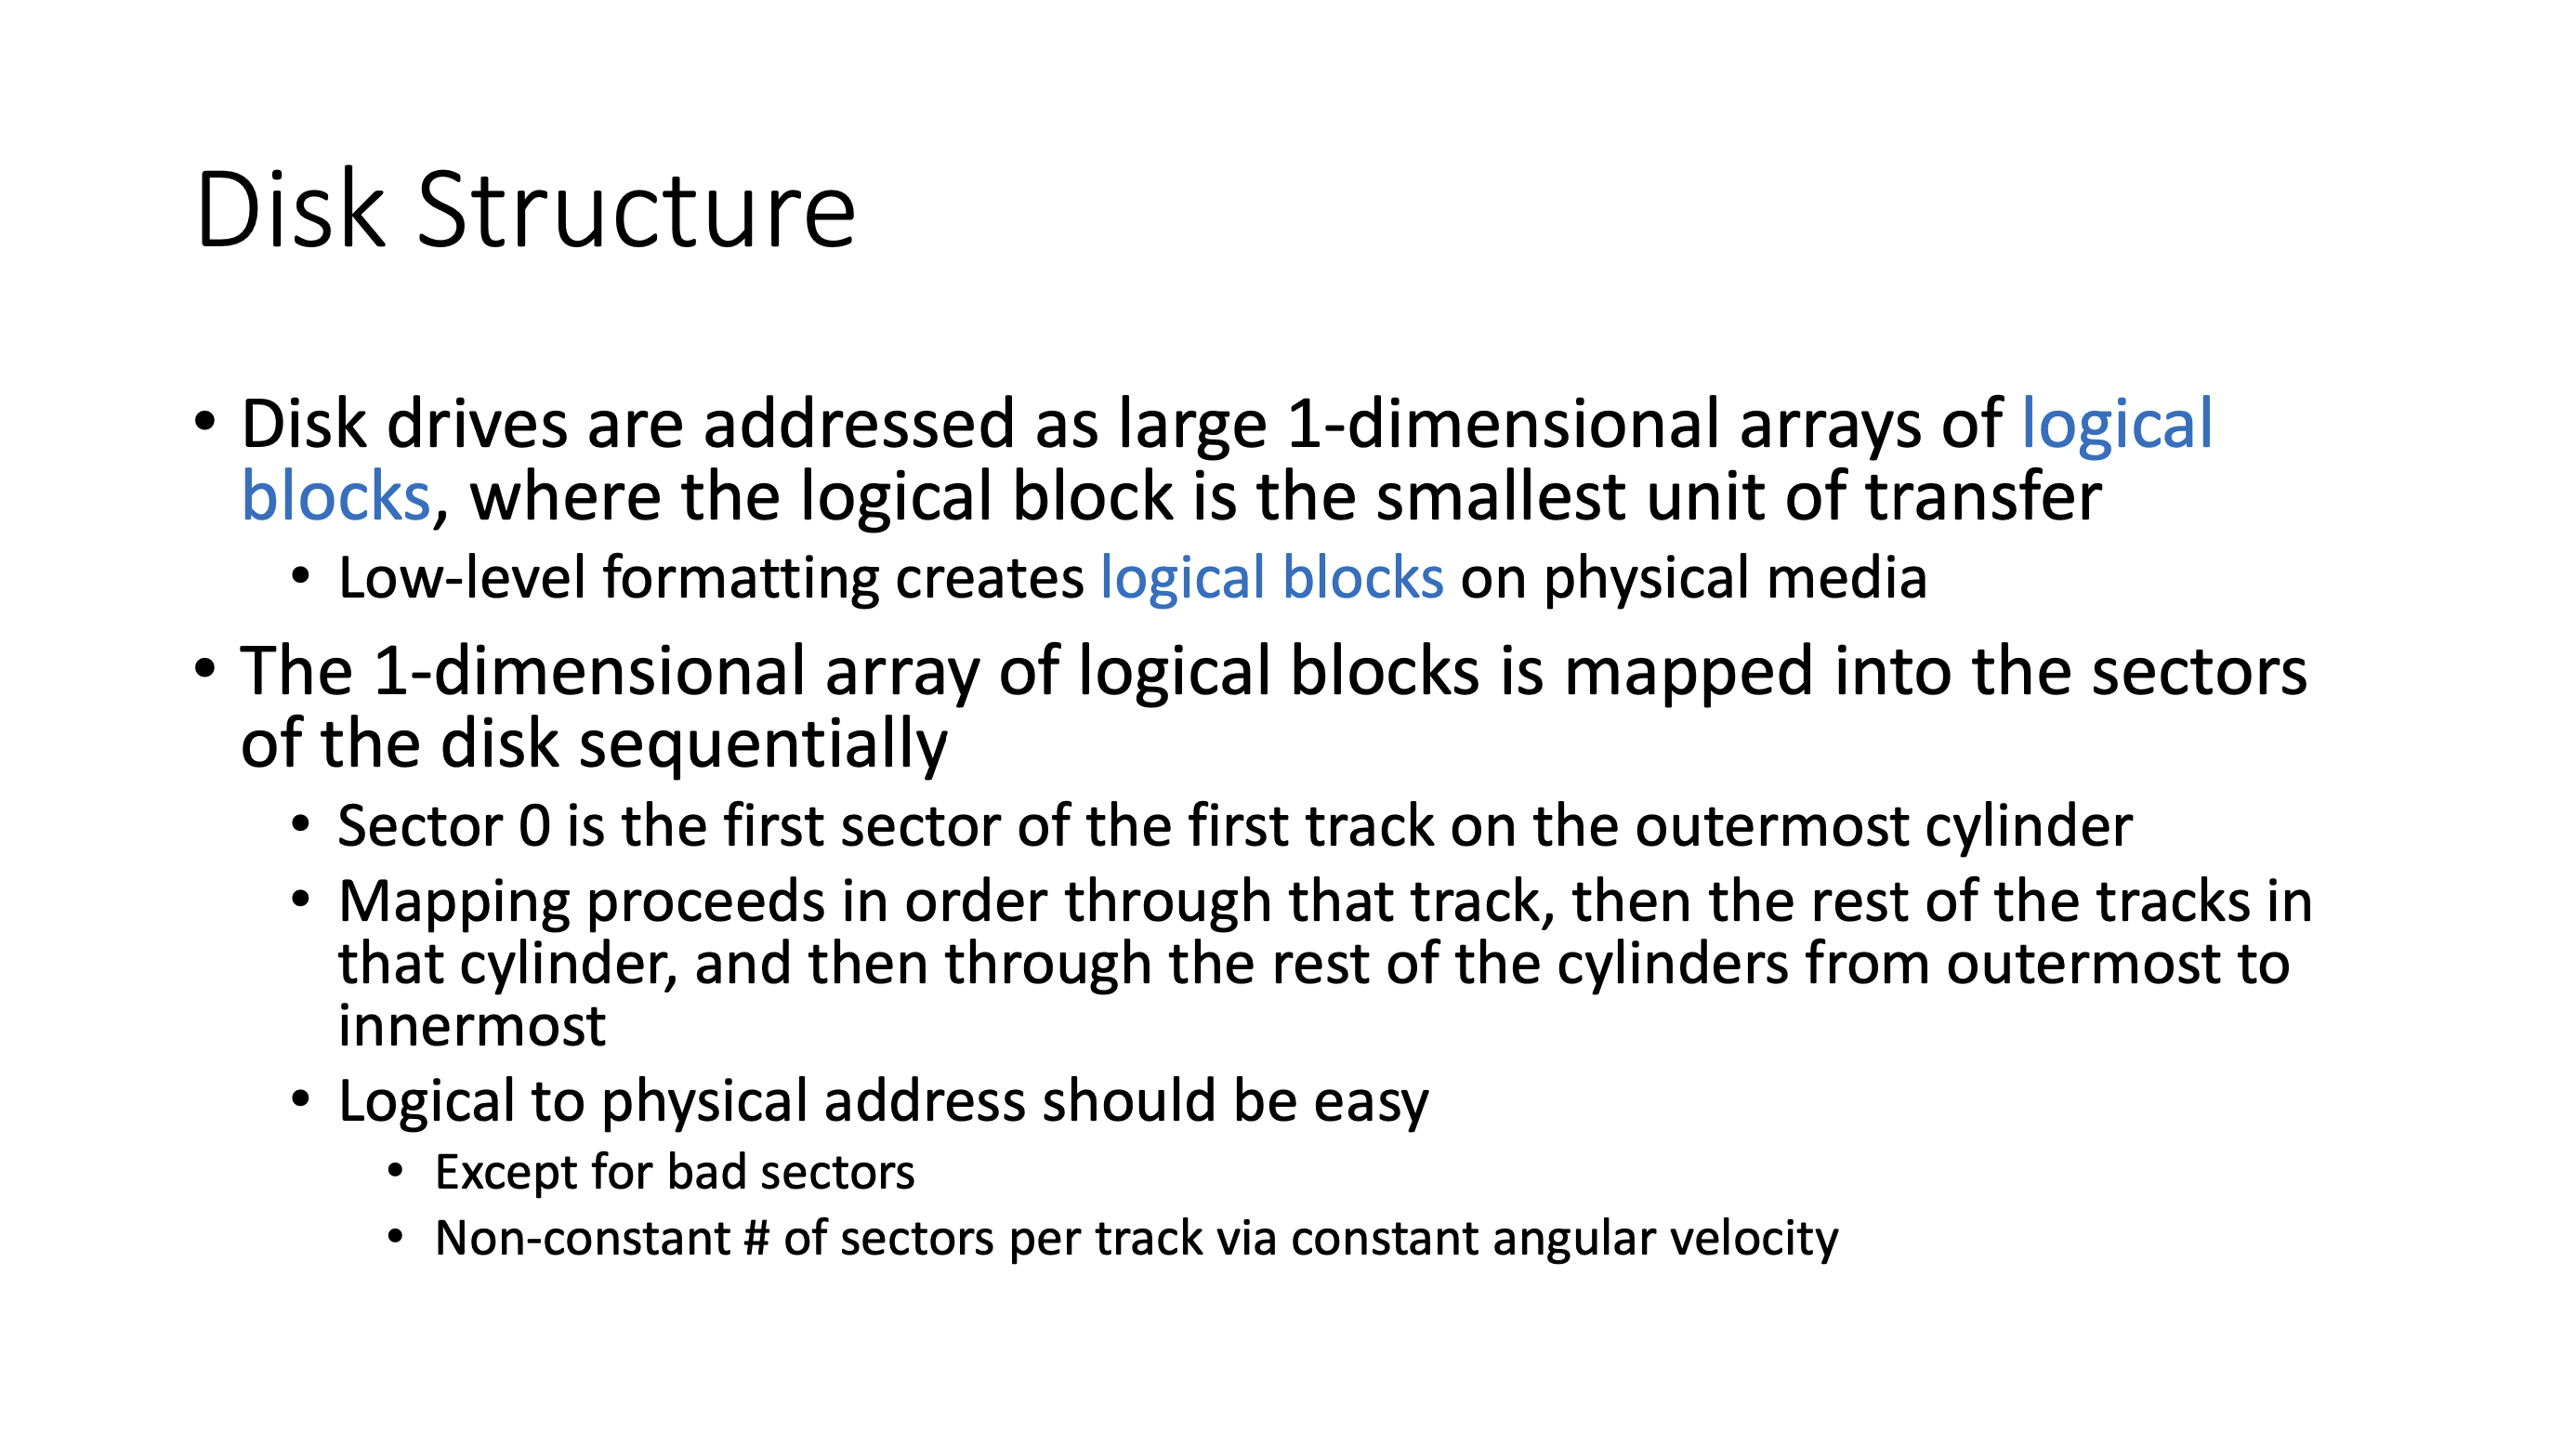 Disk Structure
• Disk drives are addressed as large 1-dimensional arrays of logical
blocks, where the logical block is the smallest unit of transfer
• Low-level formatting creates logical blocks on physical media
• The 1-dimensional array of logical blocks is mapped into the sectors
of the disk sequentially
• Sector 0 is the first sector of the first track on the outermost cylinder
• Mapping proceeds in order through that track, then the rest of the tracks in
that cylinder, and then through the rest of the cylinders from outermost to
innermost
• Logical to physical address should be easy
• Except for bad sectors
• Non-constant # of sectors per track via constant angular velocity